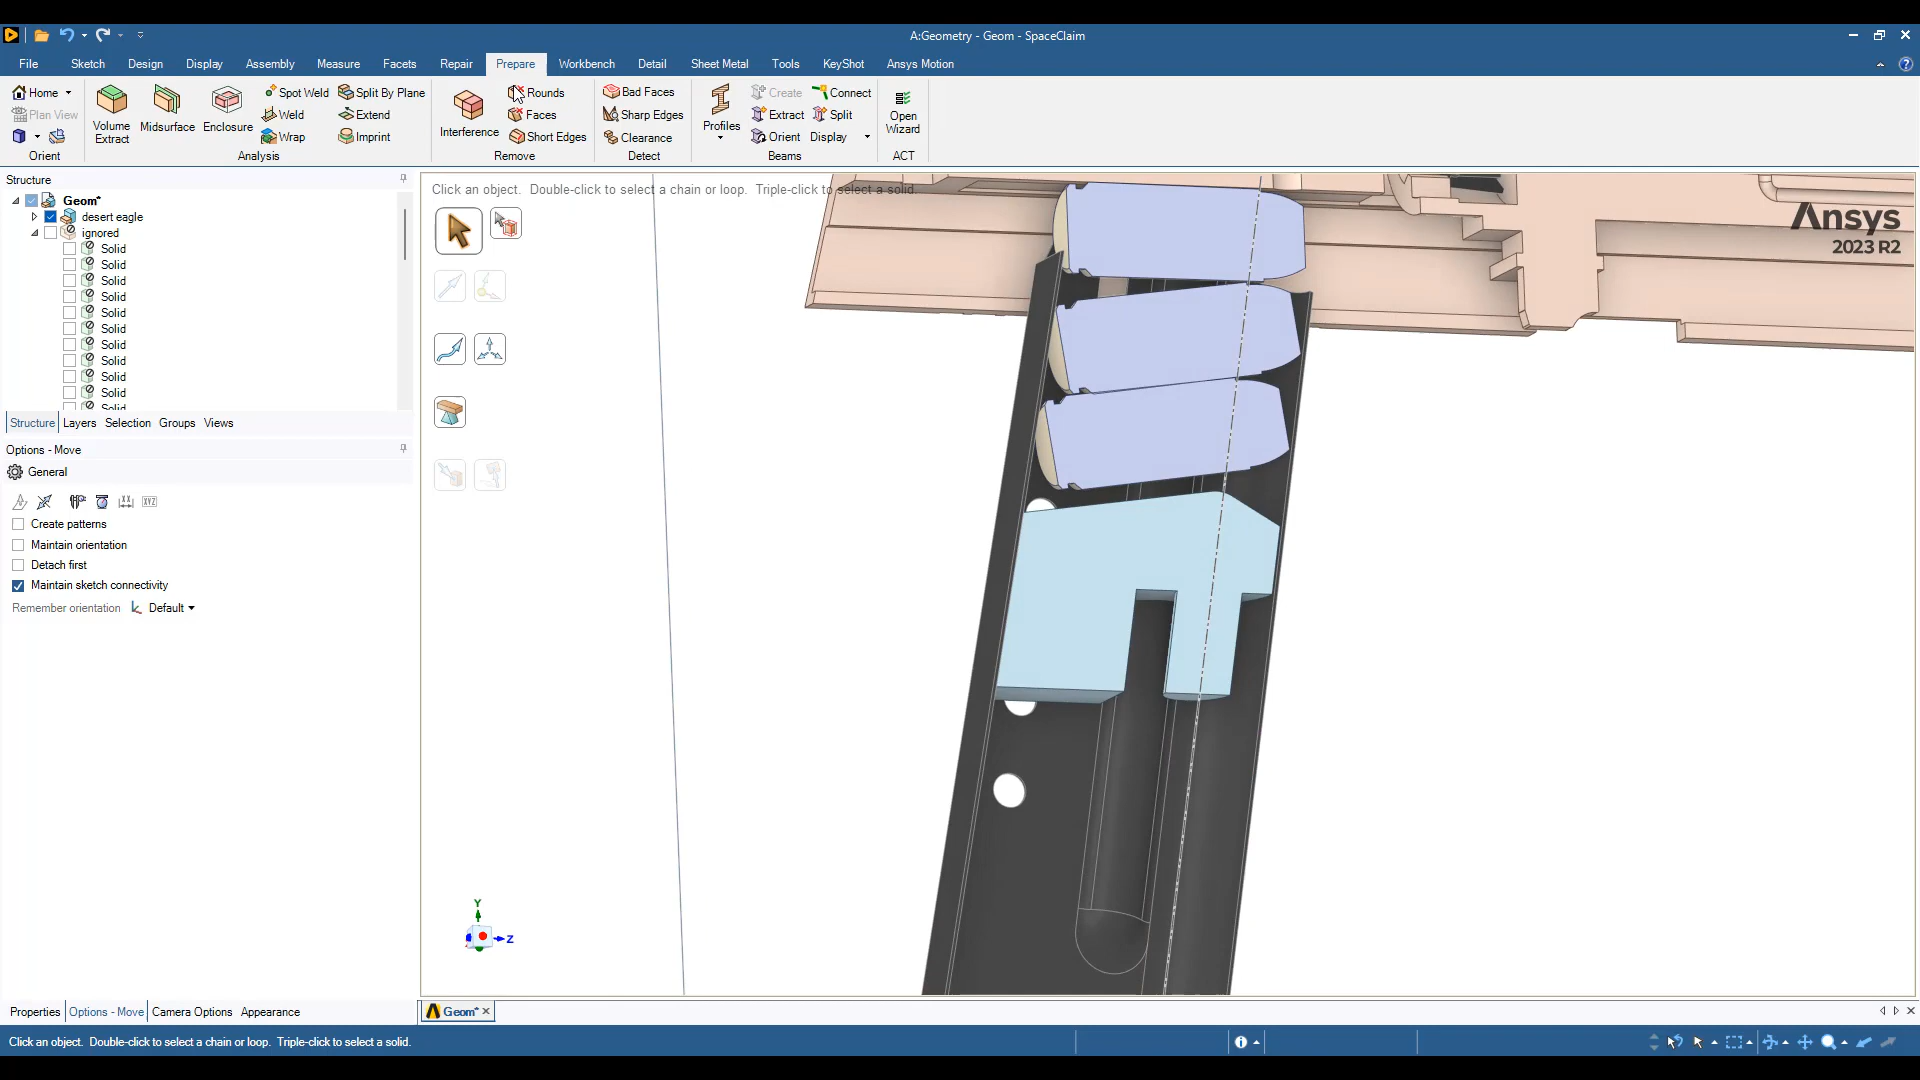 A:Geometry - Geom - SpaceClaim
File Sketch Design Display Assembly Measure Facets Repair Prepare Workbench Detail Sheet Metal Tools KeyShot Ansys Motion
Home
Plan View
Orient
Volume Extract
Midsurface
Enclosure
Spot Weld
Weld
Wrap
Split By Plane
Extend
Imprint
Analysis
Interference
Rounds
Faces
Short Edges
Remove
Bad Faces
Sharp Edges
Clearance
Detect
Profiles
Create
Extract
Orient
Connect
Split
Display
Beams
Open Wizard
ACT
Structure
Geom*
desert eagle
ignored
Solid
Solid
Solid
Solid
Solid
Solid
Solid
Solid
Solid
Solid
Solid
Structure Layers Selection Groups Views
Options - Move
General
XYZ
Create patterns
Maintain orientation
Detach first
Maintain sketch connectivity
Remember orientation Default
Properties Options - Move Camera Options Appearance
Click an object. Double-click to select a chain or loop. Triple-click to select a solid.
Ansys
2023 R2
Y
Z
Geom*
Click an object. Double-click to select a chain or loop. Triple-click to select a solid.